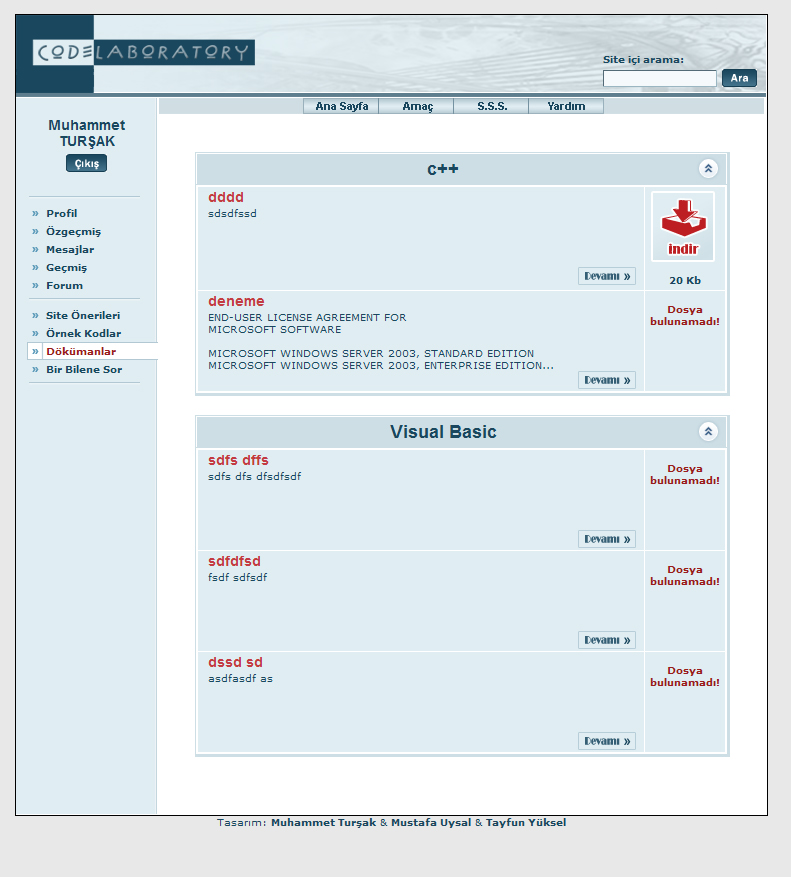 CODELABORATORY
Site içi arama:
Ara
Ana Sayfa Amaç S.S.S. Yardım
Muhammet
TURŞAK
Çıkış
» Profil
» Özgeçmiş
» Mesajlar
» Geçmiş
» Forum
» Site Önerileri
» Örnek Kodlar
» Dökümanlar
» Bir Bilene Sor
c++
dddd
sdsdfssd
Devamı »
indir
20 Kb
deneme
END-USER LICENSE AGREEMENT FOR
MICROSOFT SOFTWARE
MICROSOFT WINDOWS SERVER 2003, STANDARD EDITION
MICROSOFT WINDOWS SERVER 2003, ENTERPRISE EDITION...
Devamı »
Dosya
bulunamadı!
Visual Basic
sdfs dffs
sdfs dfs dfsdfsdf
Devamı »
Dosya
bulunamadı!
sdfdfsd
fsdf sdfsdf
Devamı »
Dosya
bulunamadı!
dssd sd
asdfasdf as
Devamı »
Dosya
bulunamadı!
Tasarım: Muhammet Turşak & Mustafa Uysal & Tayfun Yüksel